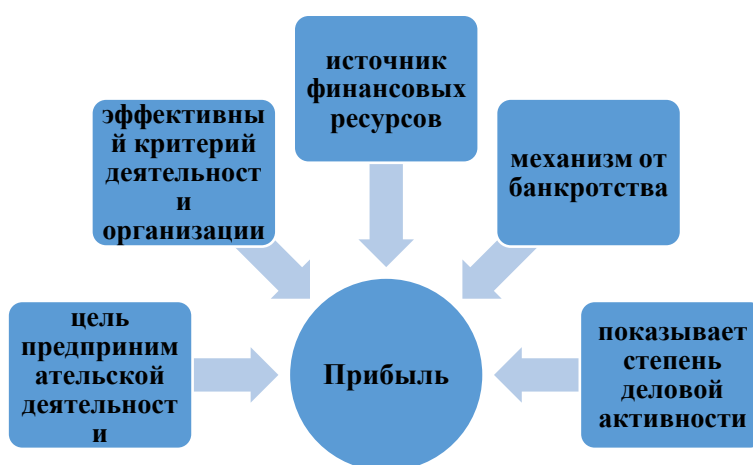 цель
предприним
ательской
деятельност
и
эффективны
й критерий
деятельност
и
организации
источник
финансовых
ресурсов
механизм от
банкротства
показывает
степень
деловой
активности
Прибыль